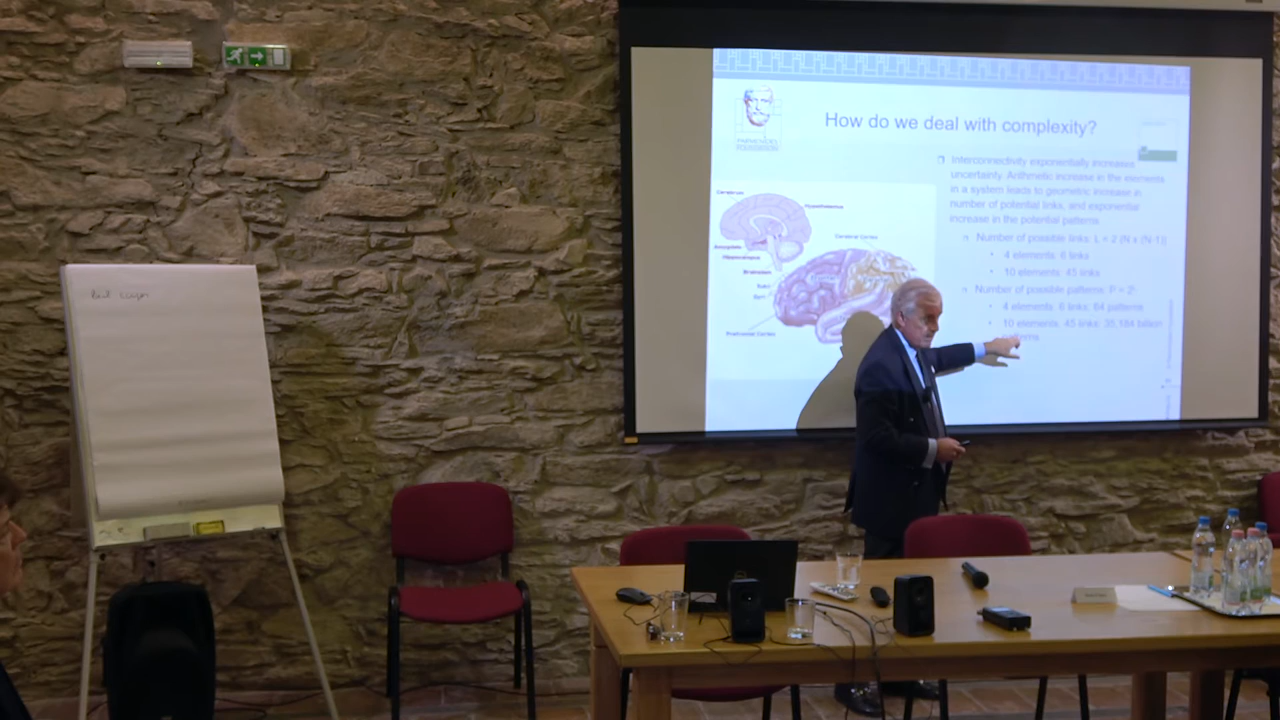 How do we deal with complexity?
PARMENIDES
FOUNDATION
Interconnectivity exponentially increases
uncertainty. Arithmetic increase in the elements
in a system leads to geometric increase in
number of potential links, and exponential
increase in the potential patterns.
Number of possible links: L = 2 (N x (N-1))
4 elements: 6 links
10 elements: 45 links
Number of possible patterns: P = 2
4 elements: 6 links: 64 patterns
10 elements: 45 links: 35,184 billion
patterns
Cerebrum
Hypothalamus
Amygdala
Hippocampus
Cerebral Cortex
Brainstem
Prefrontal Cortex